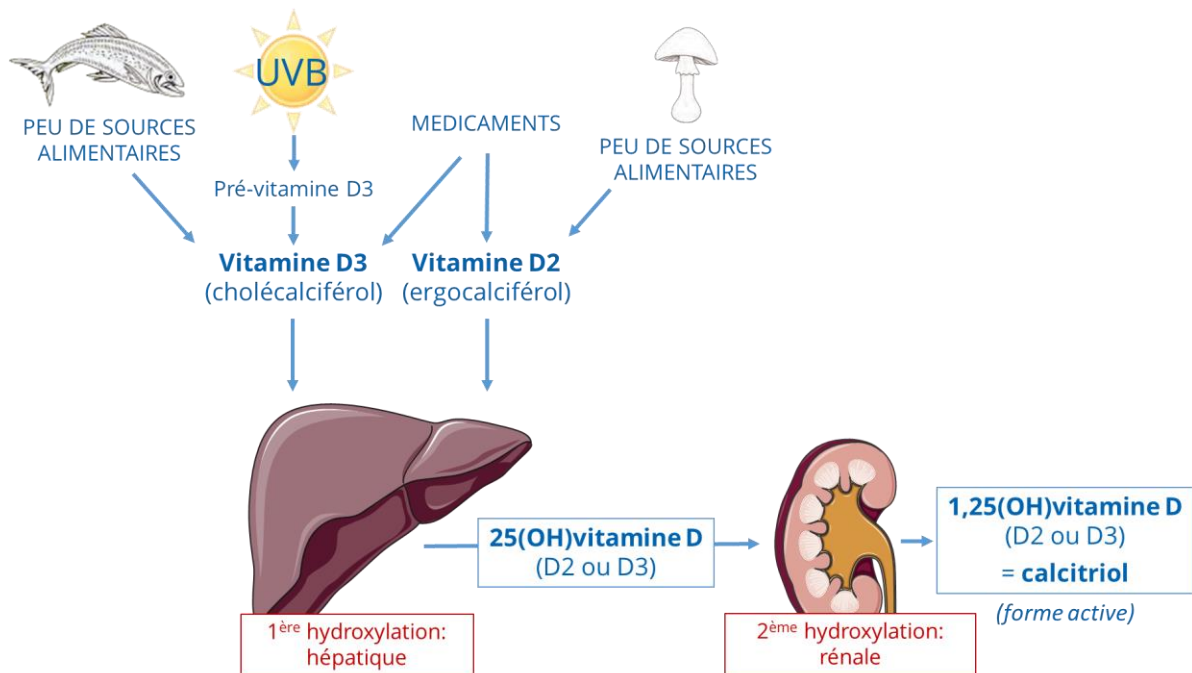 UVB
PEU DE SOURCES
ALIMENTAIRES
MEDICAMENTS
PEU DE SOURCES
ALIMENTAIRES
Pré-vitamine D3
Vitamine D3
(cholécalciférol)
Vitamine D2
(ergocalciférol)
25(OH)vitamine D
(D2 ou D3)
1,25(OH)vitamine D
(D2 ou D3)
= calcitriol
(forme active)
1ère hydroxylation:
hépatique
2ème hydroxylation:
rénale